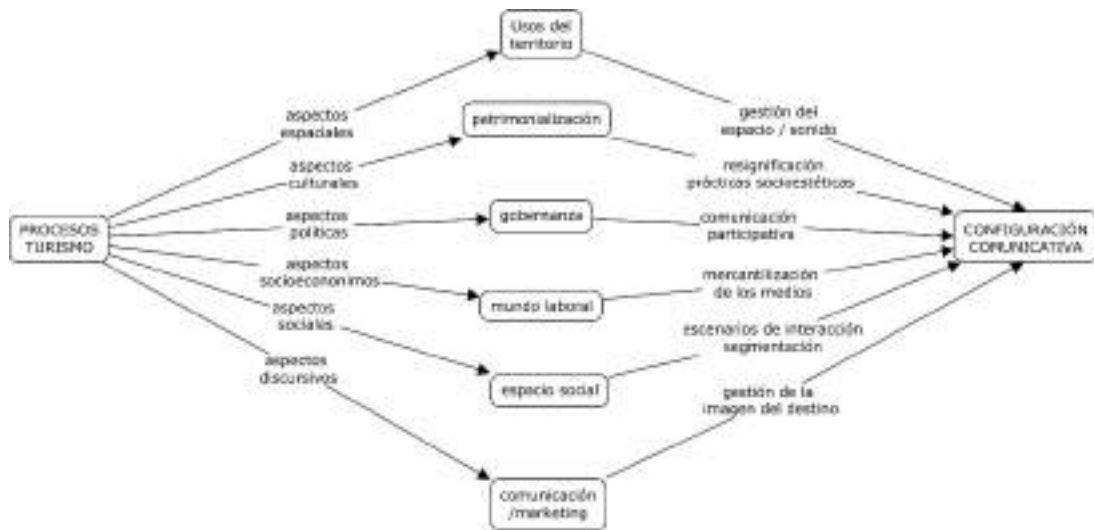 Usos del
territorio
aspectos
espaciales
gestión del
espacio / sonido
patrimonialización
aspectos
culturales
resignificación
prácticas socioestéticas
PROCESOS
TURISMO
aspectos
políticas
gobernanza
comunicación
participativa
CONFIGURACIÓN
COMUNICATIVA
aspectos
socioeconónimos
mundo laboral
mercantilización
de los medios
aspectos
sociales
espacio social
escenarios de interacción
segmentación
aspectos
discursivos
gestión de la
imagen del destino
comunicación
/marketing